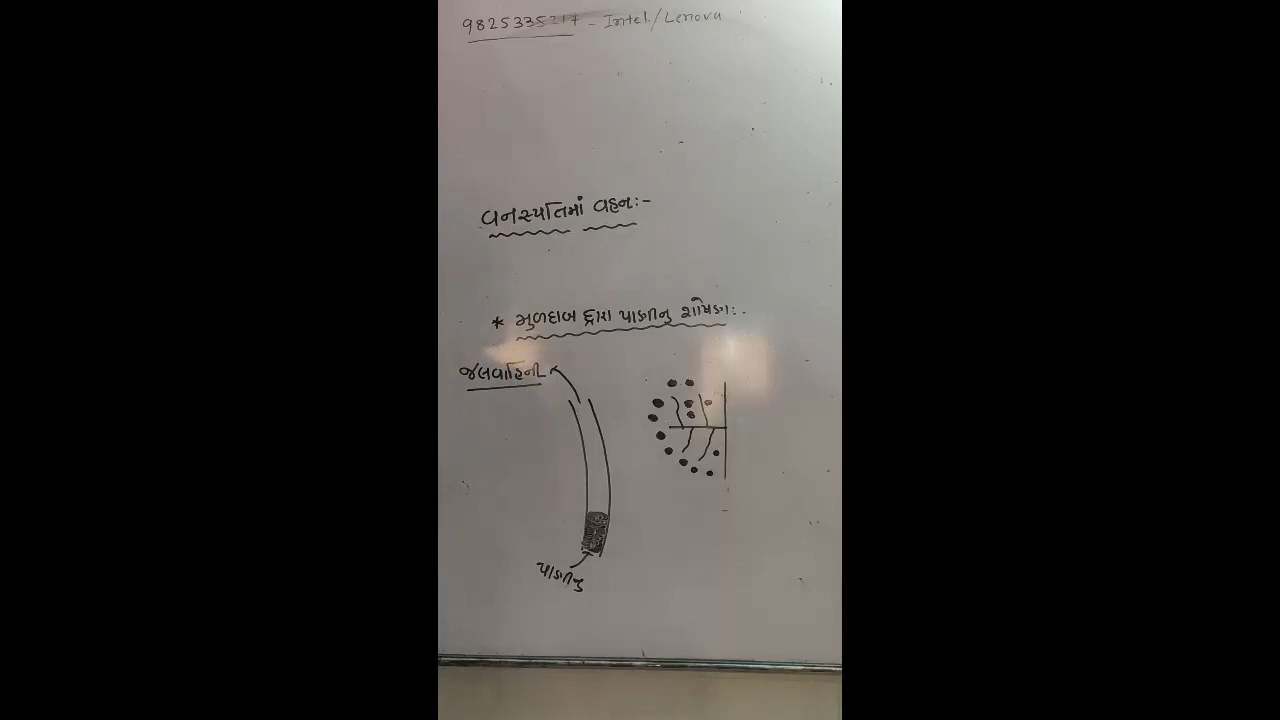 9825335217 - Intel/Lenova
વનસ્પતિમાં વહન:-
* મુળદાબ દ્વારા પાણીનુ શોષણ:.
જલવાહિની
પાણીનુ